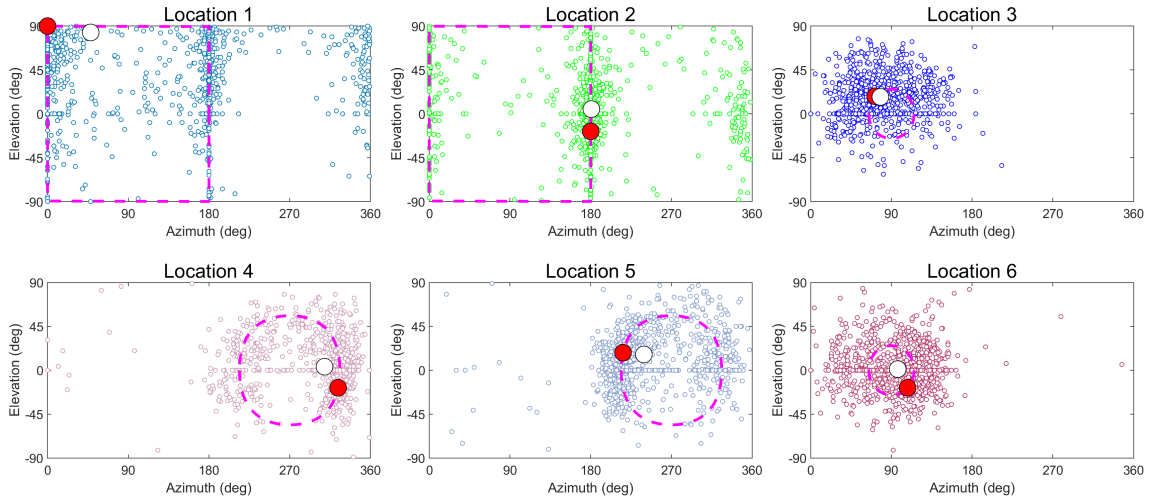 Location 1
Location 2
Location 3
90
45
0
-45
-90
Elevation (deg)
0 90 180 270 360
Azimuth (deg)
90
45
0
-45
-90
Elevation (deg)
0 90 180 270 360
Azimuth (deg)
90
45
0
-45
-90
Elevation (deg)
0 90 180 270 360
Azimuth (deg)
Location 4
Location 5
Location 6
90
45
0
-45
-90
Elevation (deg)
0 90 180 270 360
Azimuth (deg)
90
45
0
-45
-90
Elevation (deg)
0 90 180 270 360
Azimuth (deg)
90
45
0
-45
-90
Elevation (deg)
0 90 180 270 360
Azimuth (deg)